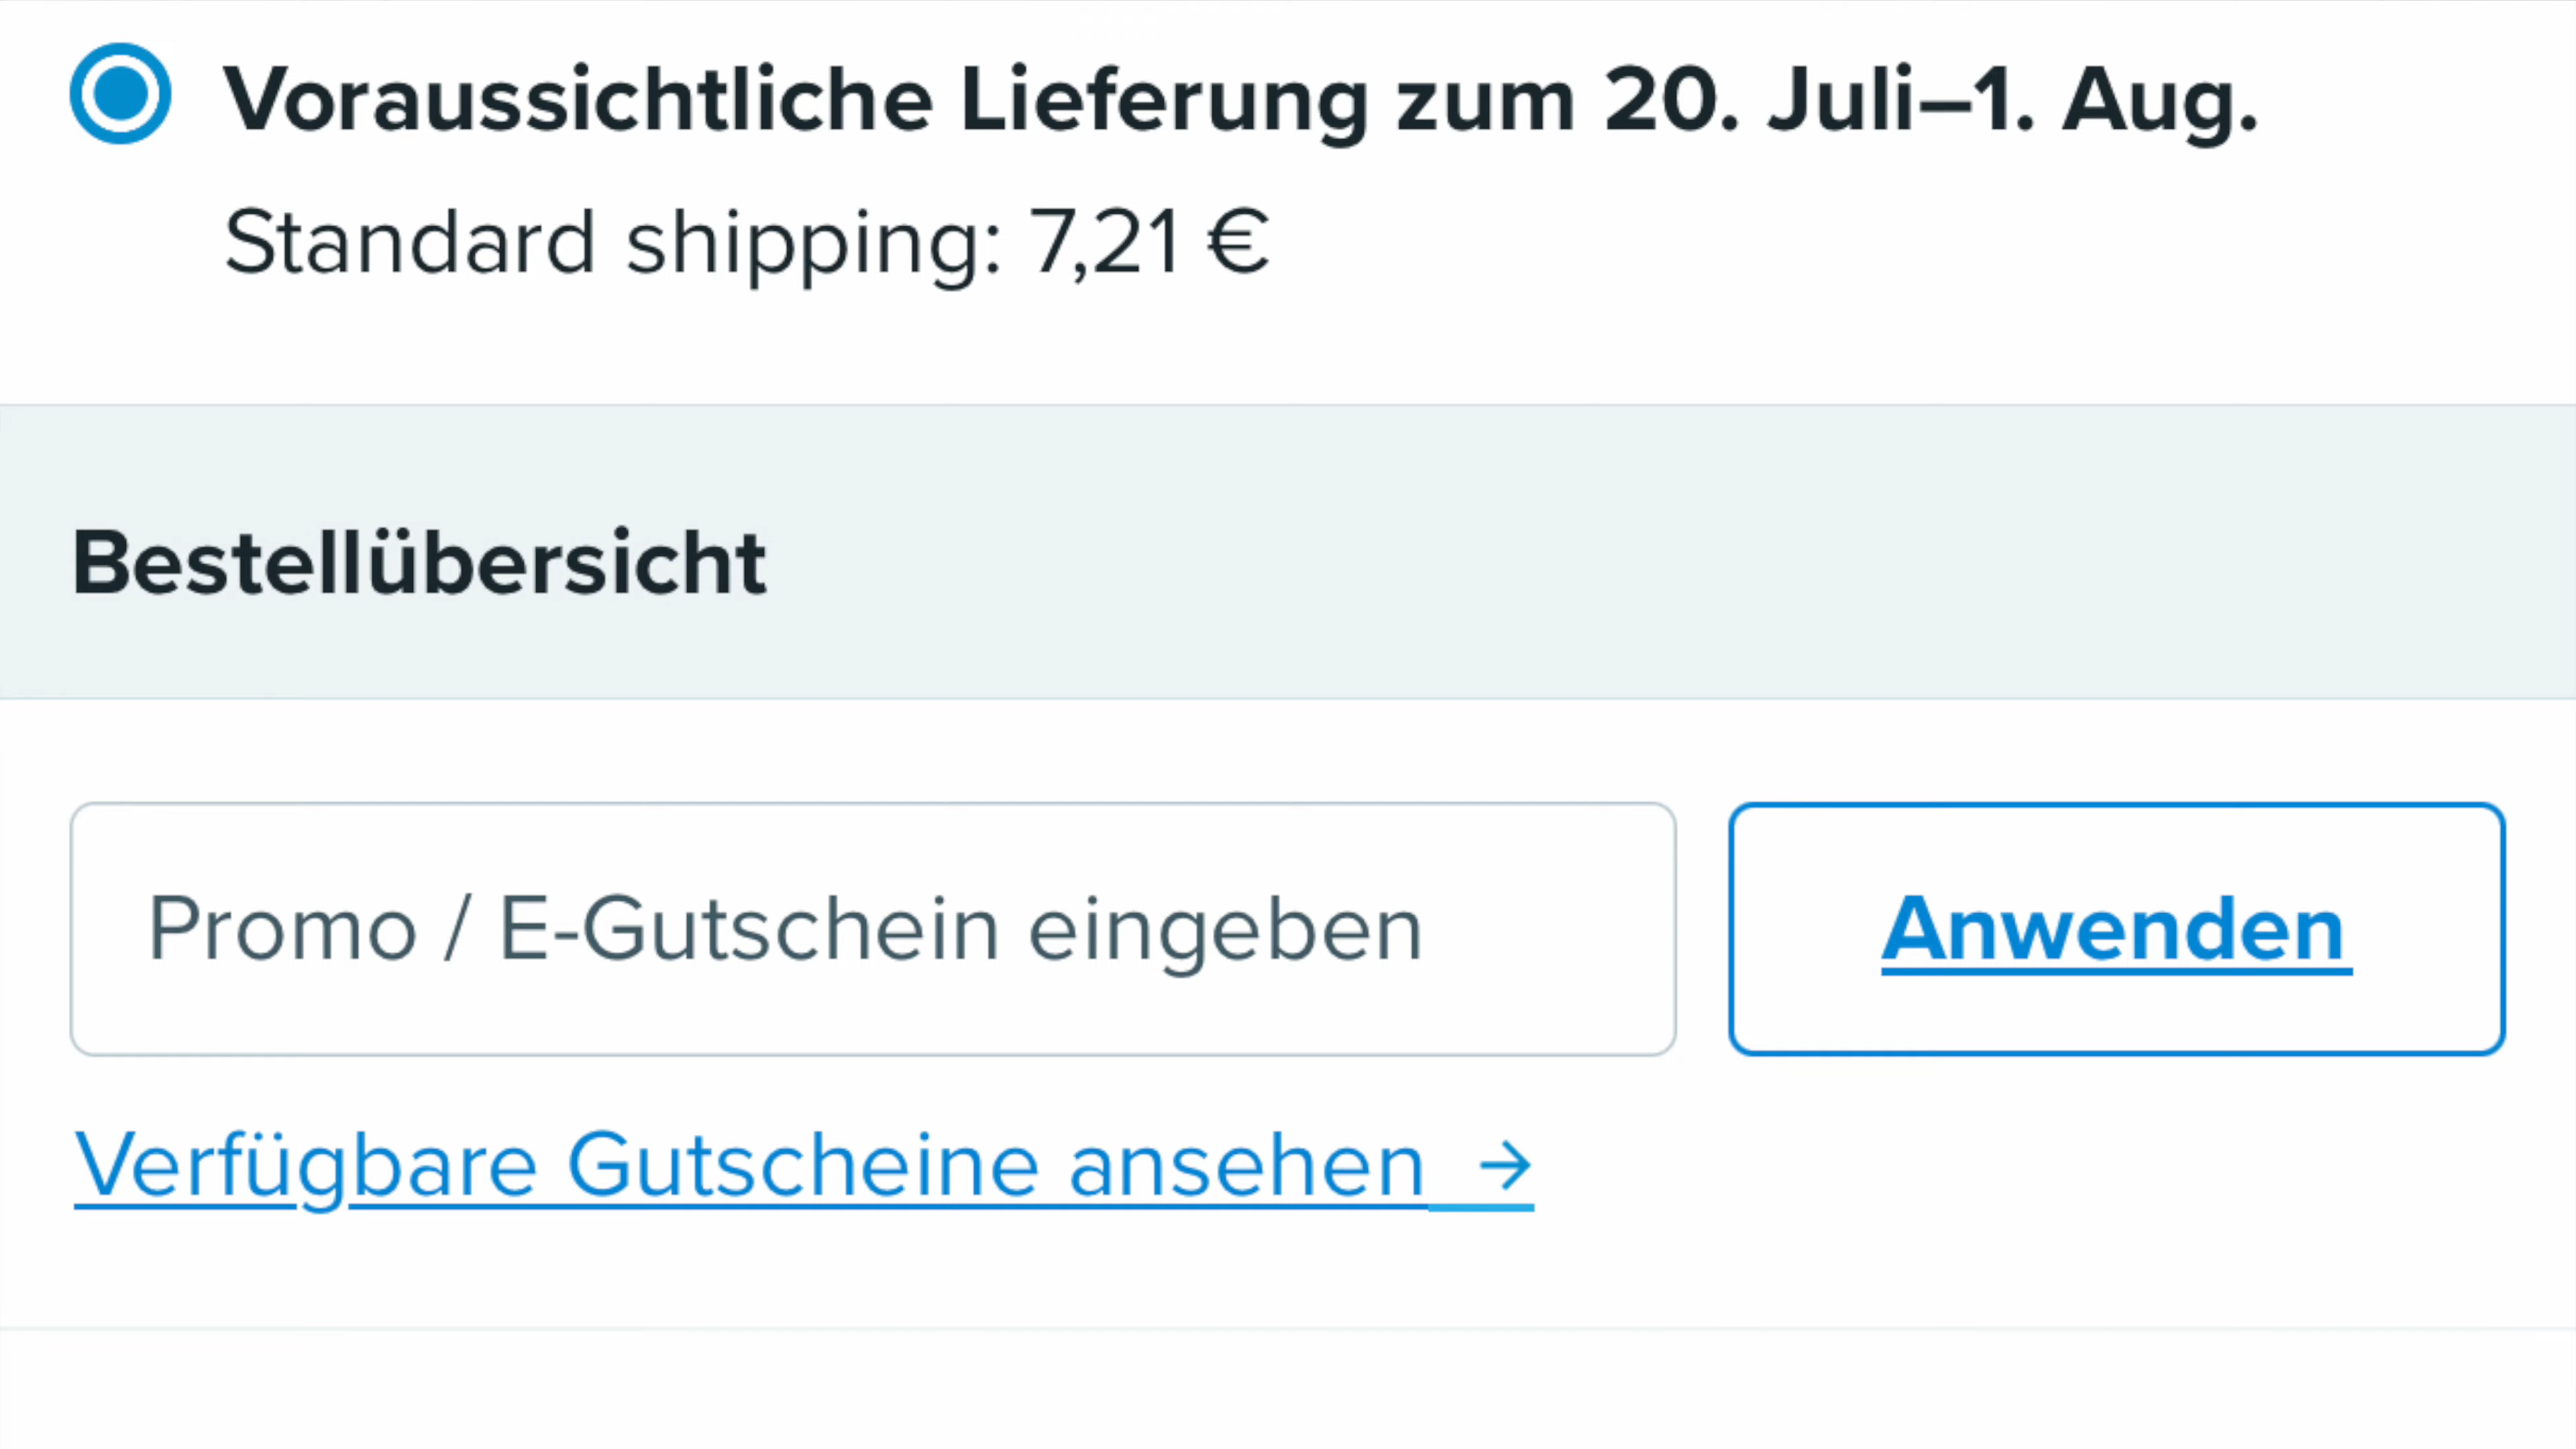 Voraussichtliche Lieferung zum 20. Juli–1. Aug.
Standard shipping: 7,21 €
Bestellübersicht
Promo / E-Gutschein eingeben
Anwenden
Verfügbare Gutscheine ansehen →